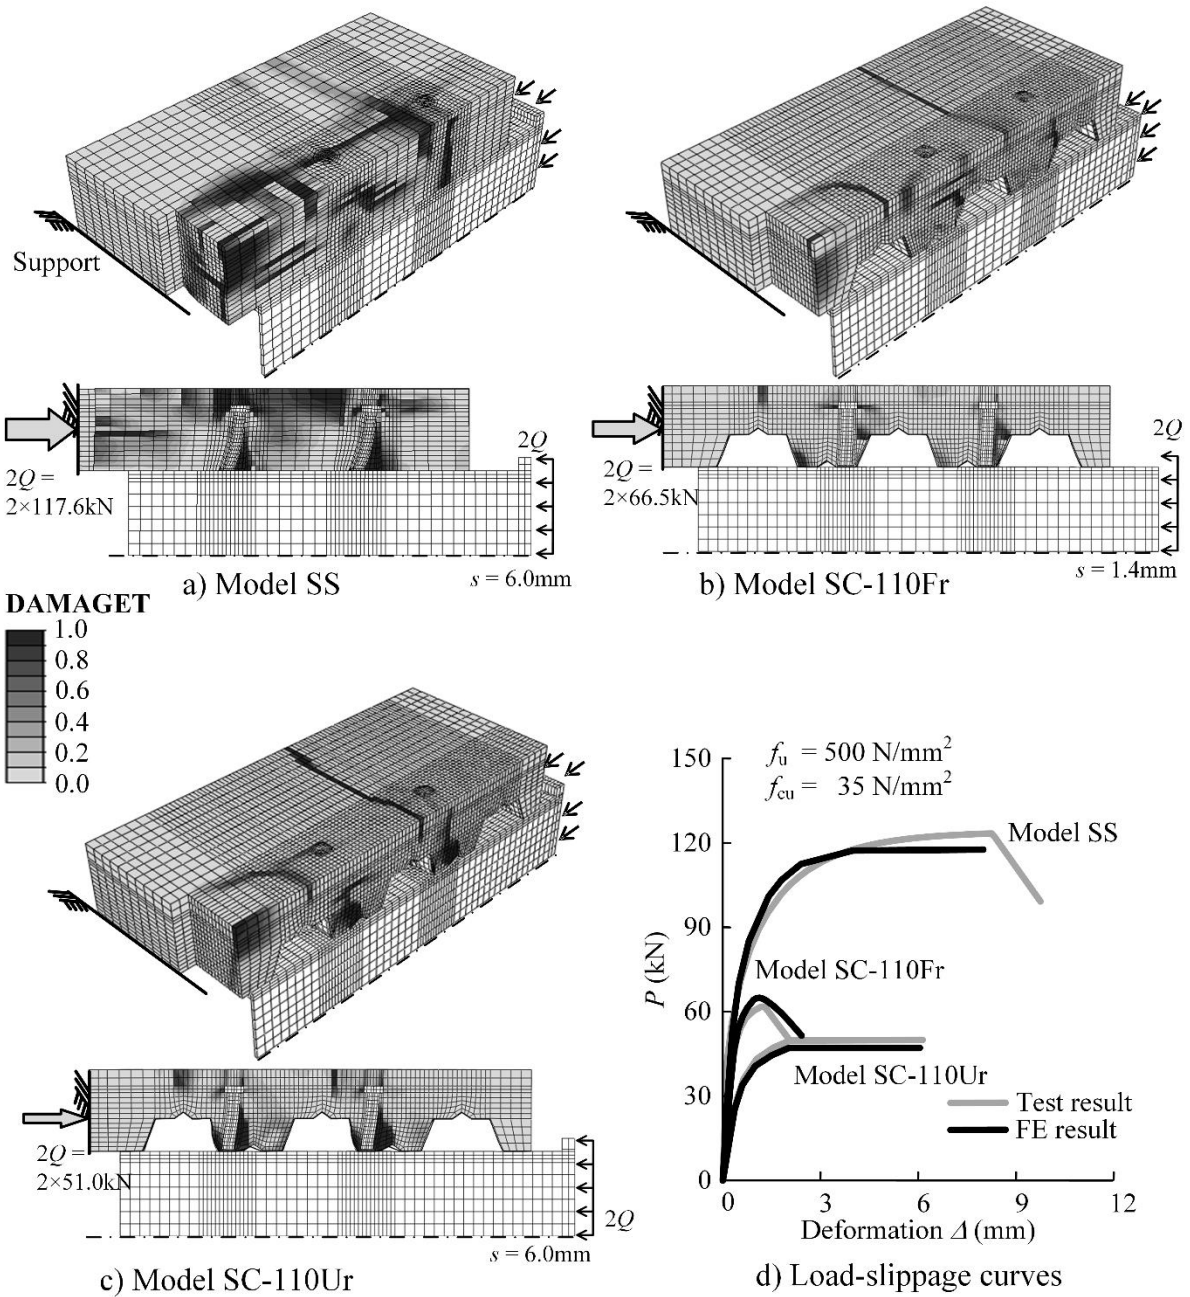 Support
2Q
2Q =
2×117.6kN
s = 6.0mm
a) Model SS
2Q
2Q =
2×66.5kN
s = 1.4mm
b) Model SC-110Fr
DAMAGET
1.0
0.8
0.6
0.4
0.2
0.0
2Q =
2×51.0kN
2Q
s = 6.0mm
c) Model SC-110Ur
150
120
90
60
30
0
P (kN)
fu = 500 N/mm²
fcu = 35 N/mm²
Model SS
Model SC-110Fr
Model SC-110Ur
Test result
FE result
0 3 6 9 12
Deformation Δ (mm)
d) Load-slippage curves